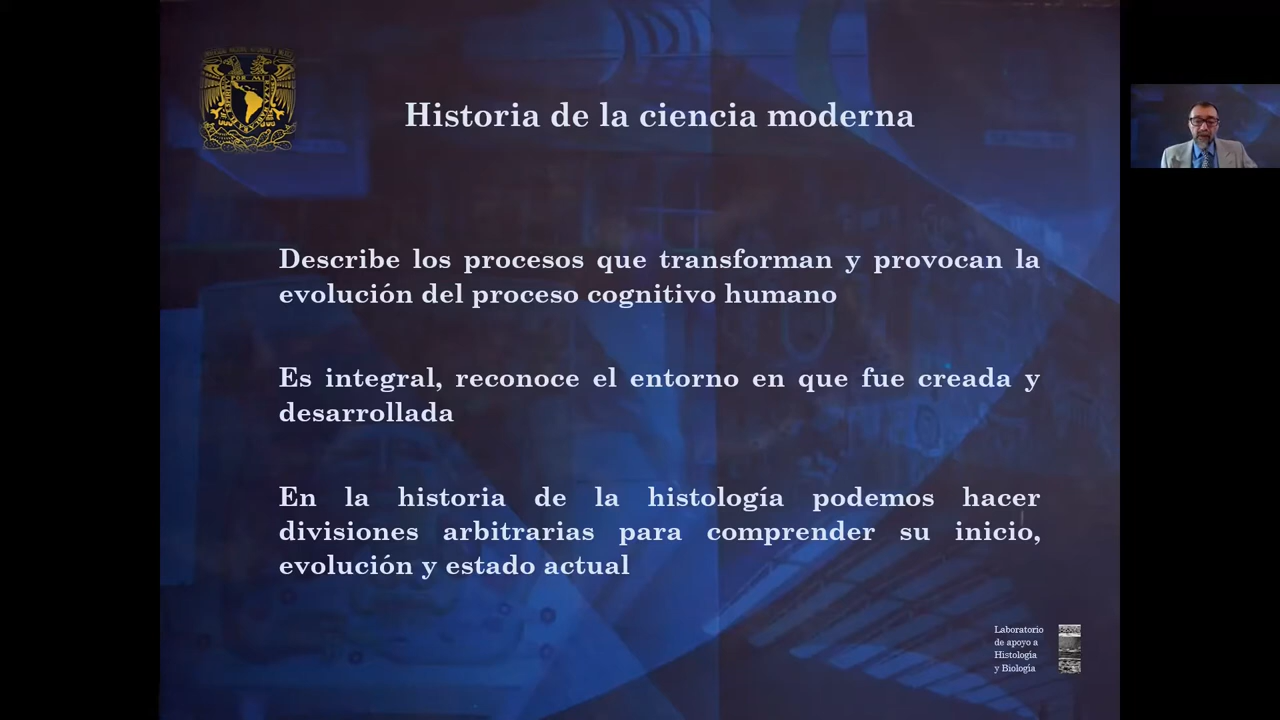 Historia de la ciencia moderna
Describe los procesos que transforman y provocan la
evolución del proceso cognitivo humano
Es integral, reconoce el entorno en que fue creada y
desarrollada
En la historia de la histología podemos hacer
divisiones arbitrarias para comprender su inicio,
evolución y estado actual
Laboratorio
de apoyo a
Histología
y Biología